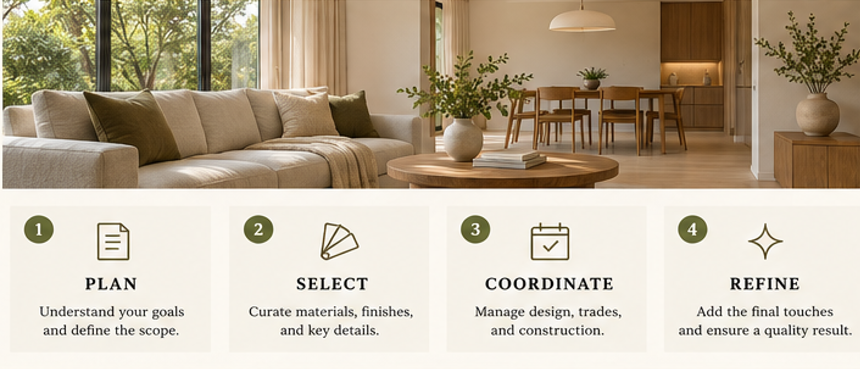 1
PLAN
Understand your goals
and define the scope.
2
SELECT
Curate materials, finishes,
and key details.
3
COORDINATE
Manage design, trades,
and construction.
4
REFINE
Add the final touches
and ensure a quality result.